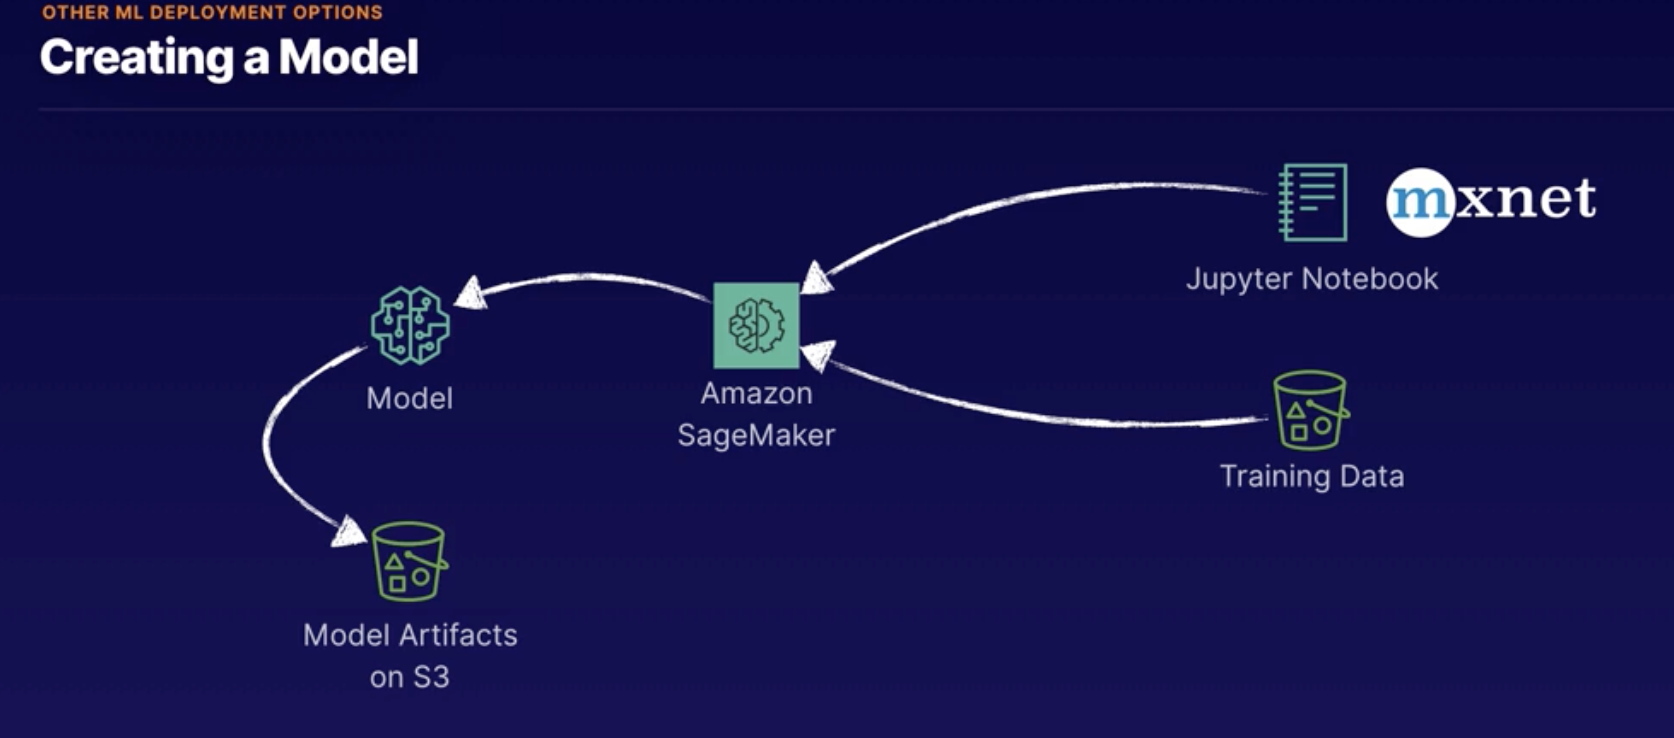 OTHER ML DEPLOYMENT OPTIONS
Creating a Model
mxnet
Jupyter Notebook
Model
Amazon
SageMaker
Training Data
Model Artifacts
on S3